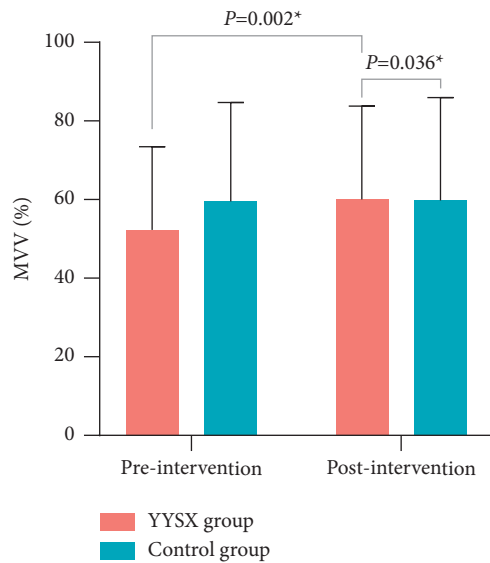 P=0.002*
P=0.036*
100
80
60
40
20
0
MVV (%)
Pre-intervention
Post-intervention
YYSX group
Control group